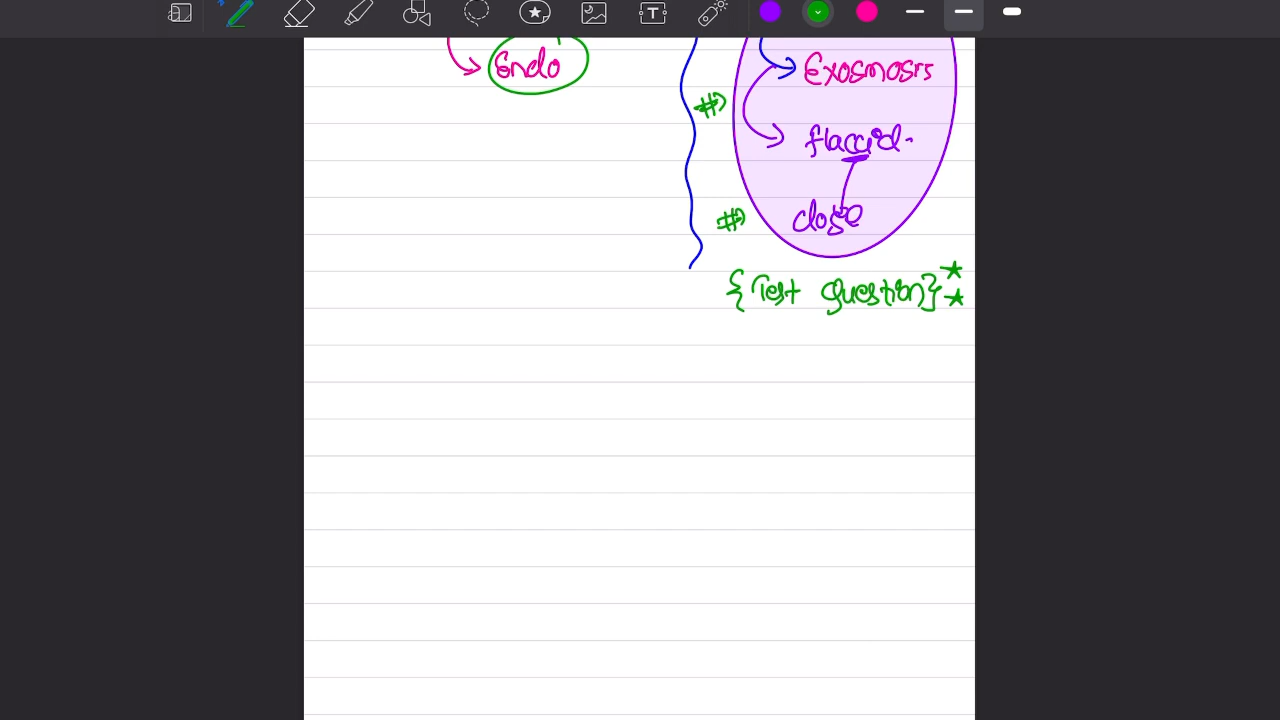 Endo
Exosmosis
flaccid.
close
{Test question}